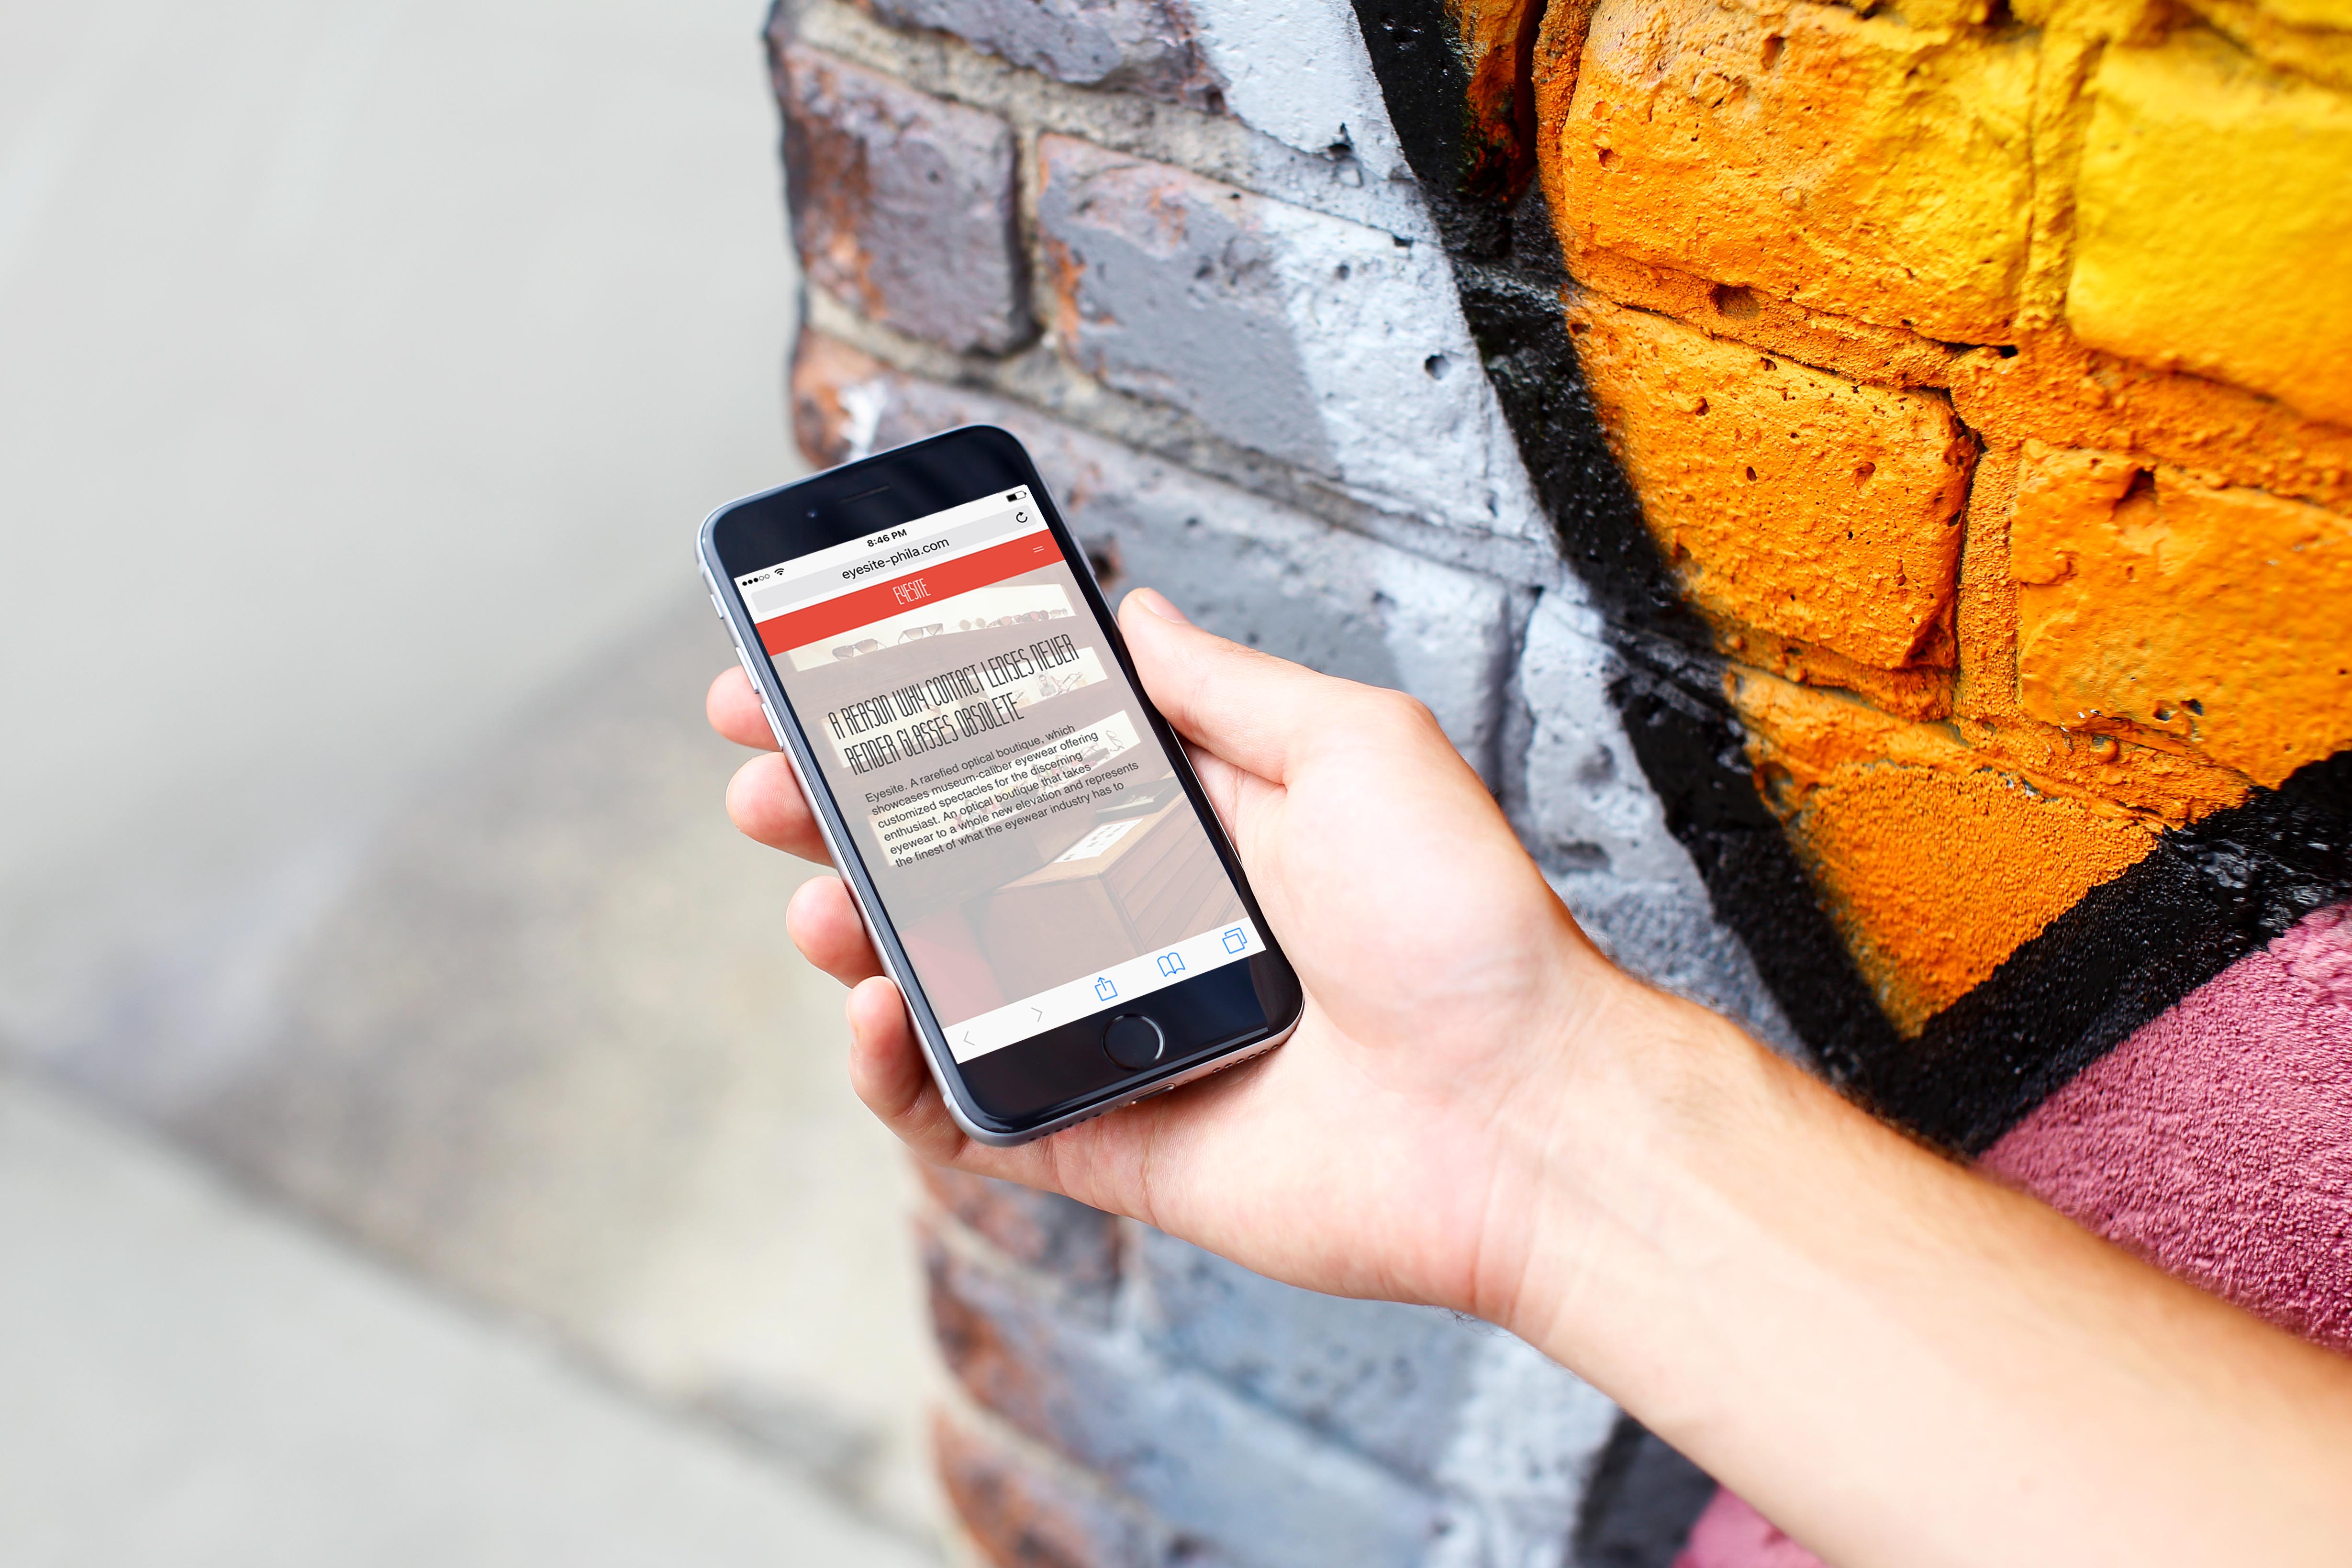 8:46 PM
eyesite-phila.com
EYESITE
A REASON WHY CONTACT LENSES NEVER
RENDER GLASSES OBSOLETE
Eyesite. A rarefied optical boutique, which
showcases museum-caliber eyewear offering
customized spectacles for the discerning
enthusiast. An optical boutique that takes
eyewear to a whole new elevation and represents
the finest of what the eyewear industry has to